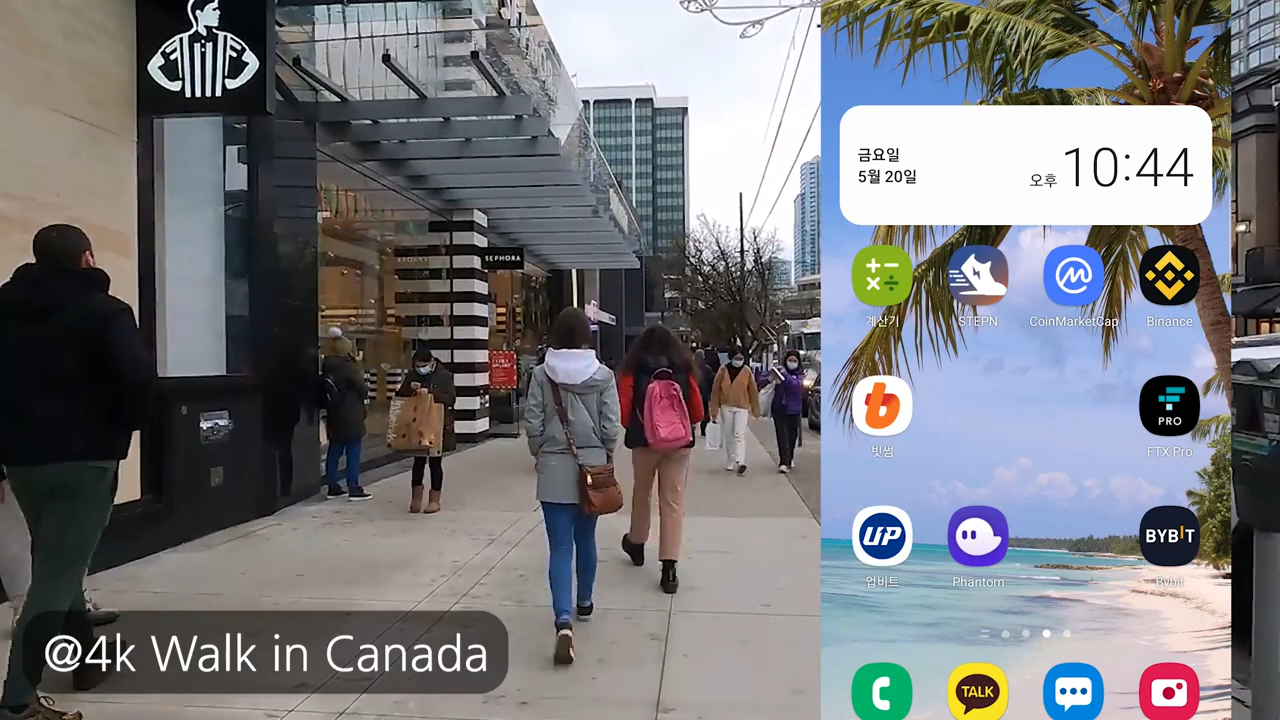 SEPHORA
@4k Walk in Canada
금요일
5월 20일
오후 10:44
계산기
STEPN
CoinMarketCap
Binance
빗썸
PRO
FTX Pro
UP
업비트
Phantom
BYBIT
Bybit
TALK